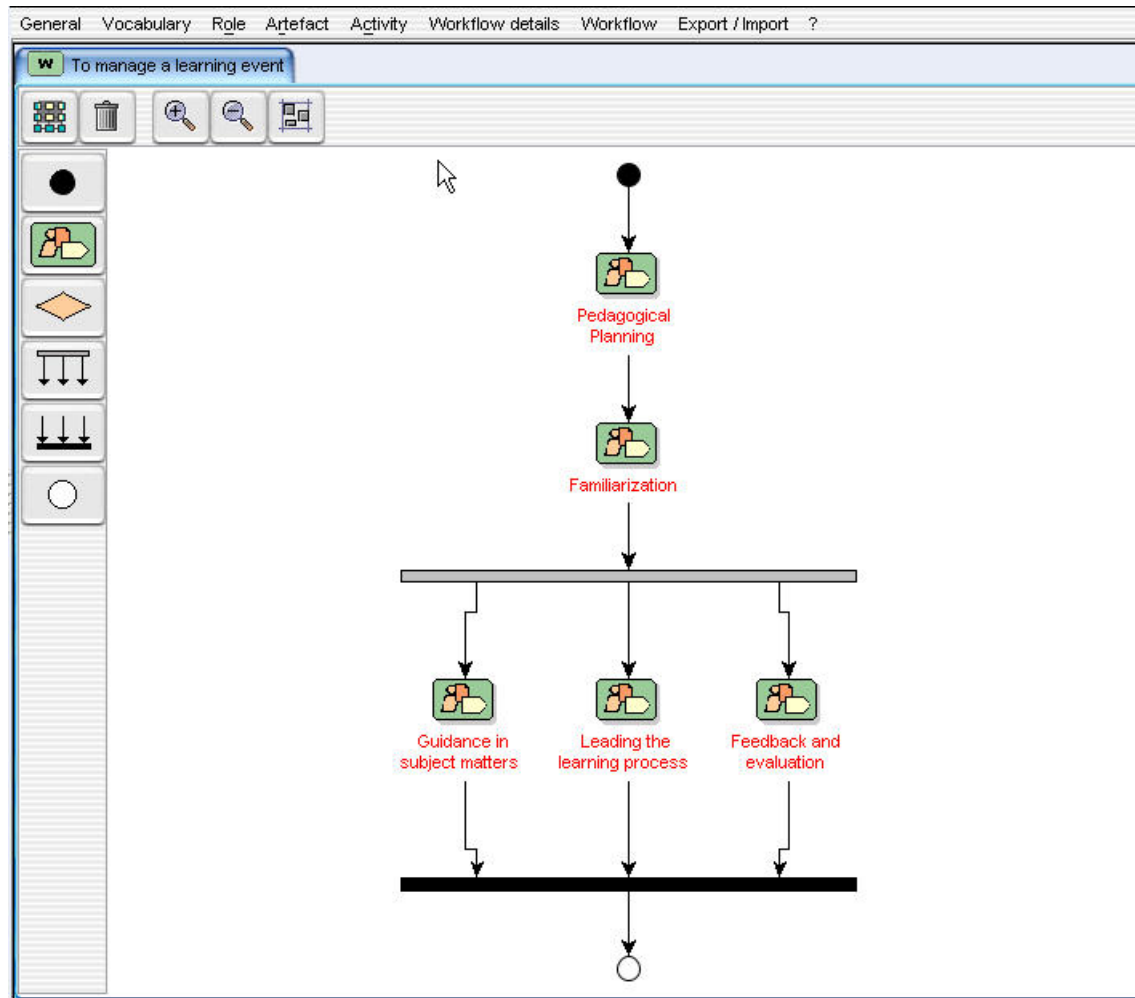 General Vocabulary Role Artefact Activity Workflow details Workflow Export / Import ?
W To manage a learning event
Pedagogical
Planning
Familiarization
Guidance in
subject matters
Leading the
learning process
Feedback and
evaluation